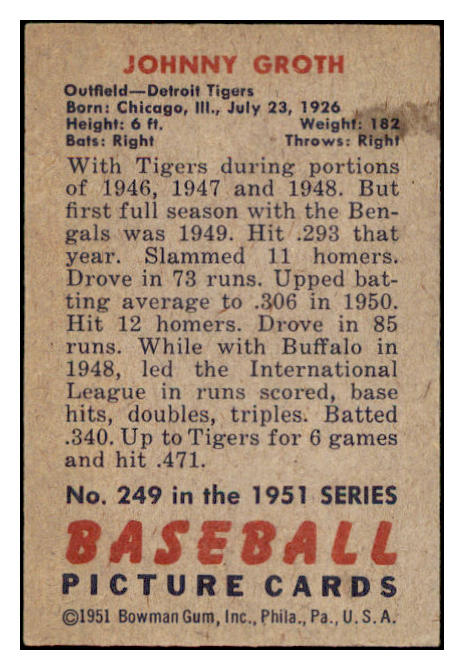 JOHNNY GROTH
Outfield—Detroit Tigers
Born: Chicago, Ill., July 23, 1926
Height: 6 ft. Weight: 182
Bats: Right Throws: Right
With Tigers during portions
of 1946, 1947 and 1948. But
first full season with the Ben-
gals was 1949. Hit .293 that
year. Slammed 11 homers.
Drove in 73 runs. Upped bat-
ting average to .306 in 1950.
Hit 12 homers. Drove in 85
runs. While with Buffalo in
1948, led the International
League in runs scored, base
hits, doubles, triples. Batted
.340. Up to Tigers for 6 games
and hit .471.
No. 249 in the 1951 SERIES
BASEBALL
PICTURE CARDS
©1951 Bowman Gum, Inc., Phila., Pa., U.S.A.